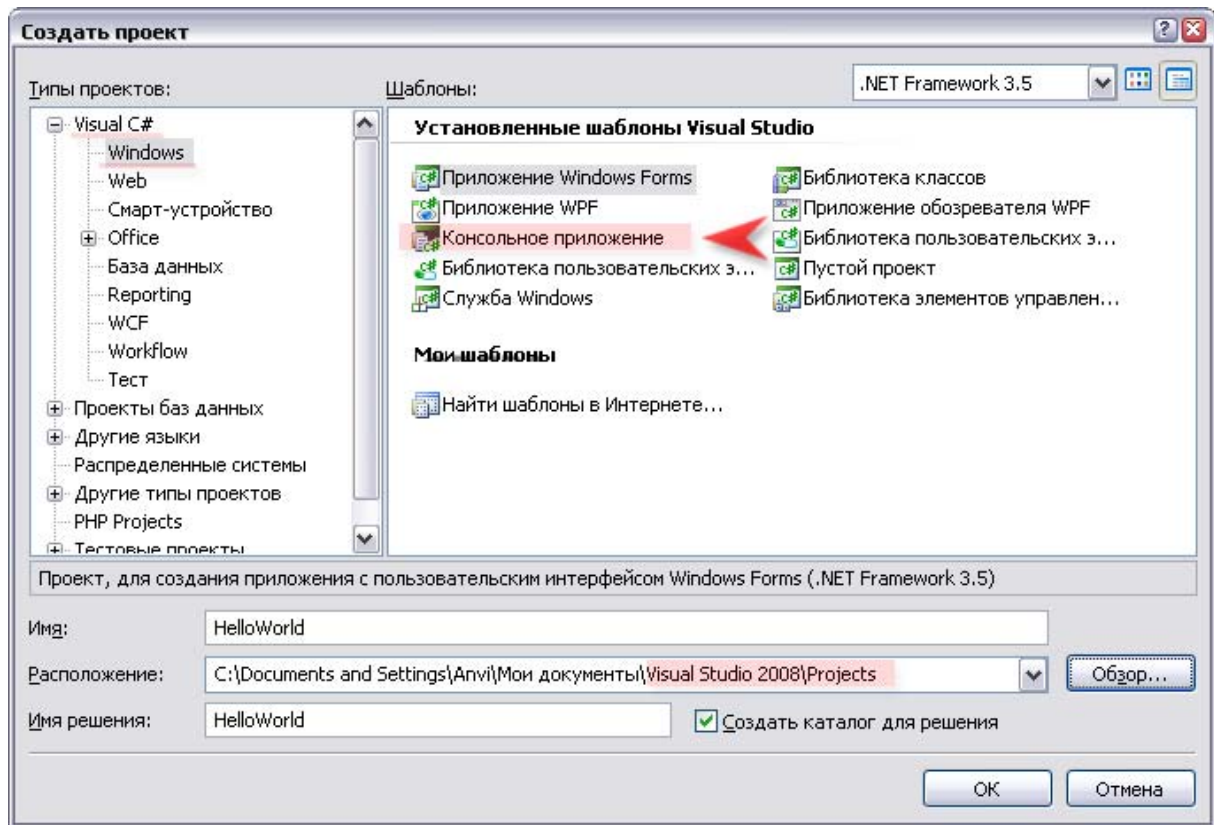 Создать проект
Типы проектов:
Шаблоны:
.NET Framework 3.5
Visual C#
Windows
Web
Смарт-устройство
Office
База данных
Reporting
WCF
Workflow
Тест
Проекты баз данных
Другие языки
Распределенные системы
Другие типы проектов
PHP Projects
Тестовые проекты
Установленные шаблоны Visual Studio
Приложение Windows Forms
Библиотека классов
Приложение WPF
Приложение обозревателя WPF
Консольное приложение
Библиотека пользовательских э...
Библиотека пользовательских э...
Пустой проект
Служба Windows
Библиотека элементов управлен...
Мои шаблоны
Найти шаблоны в Интернете...
Проект, для создания приложения с пользовательским интерфейсом Windows Forms (.NET Framework 3.5)
Имя:
HelloWorld
Расположение:
C:\Documents and Settings\Anvi\Мои документы\Visual Studio 2008\Projects
Обзор...
Имя решения:
HelloWorld
Создать каталог для решения
ОК
Отмена